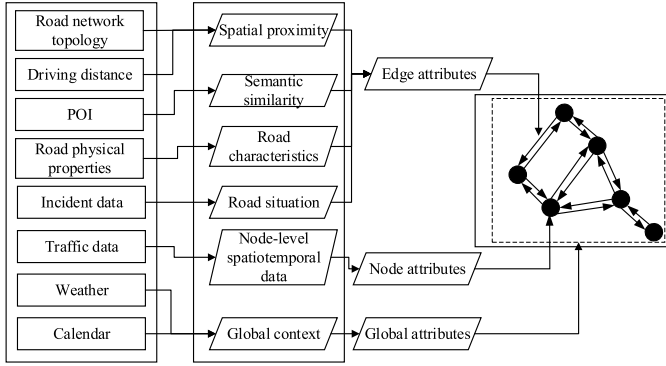 Road network
topology
Driving distance
POI
Road physical
properties
Incident data
Traffic data
Weather
Calendar
Spatial proximity
Semantic
similarity
Road
characteristics
Road situation
Node-level
spatiotemporal
data
Global context
Edge attributes
Node attributes
Global attributes